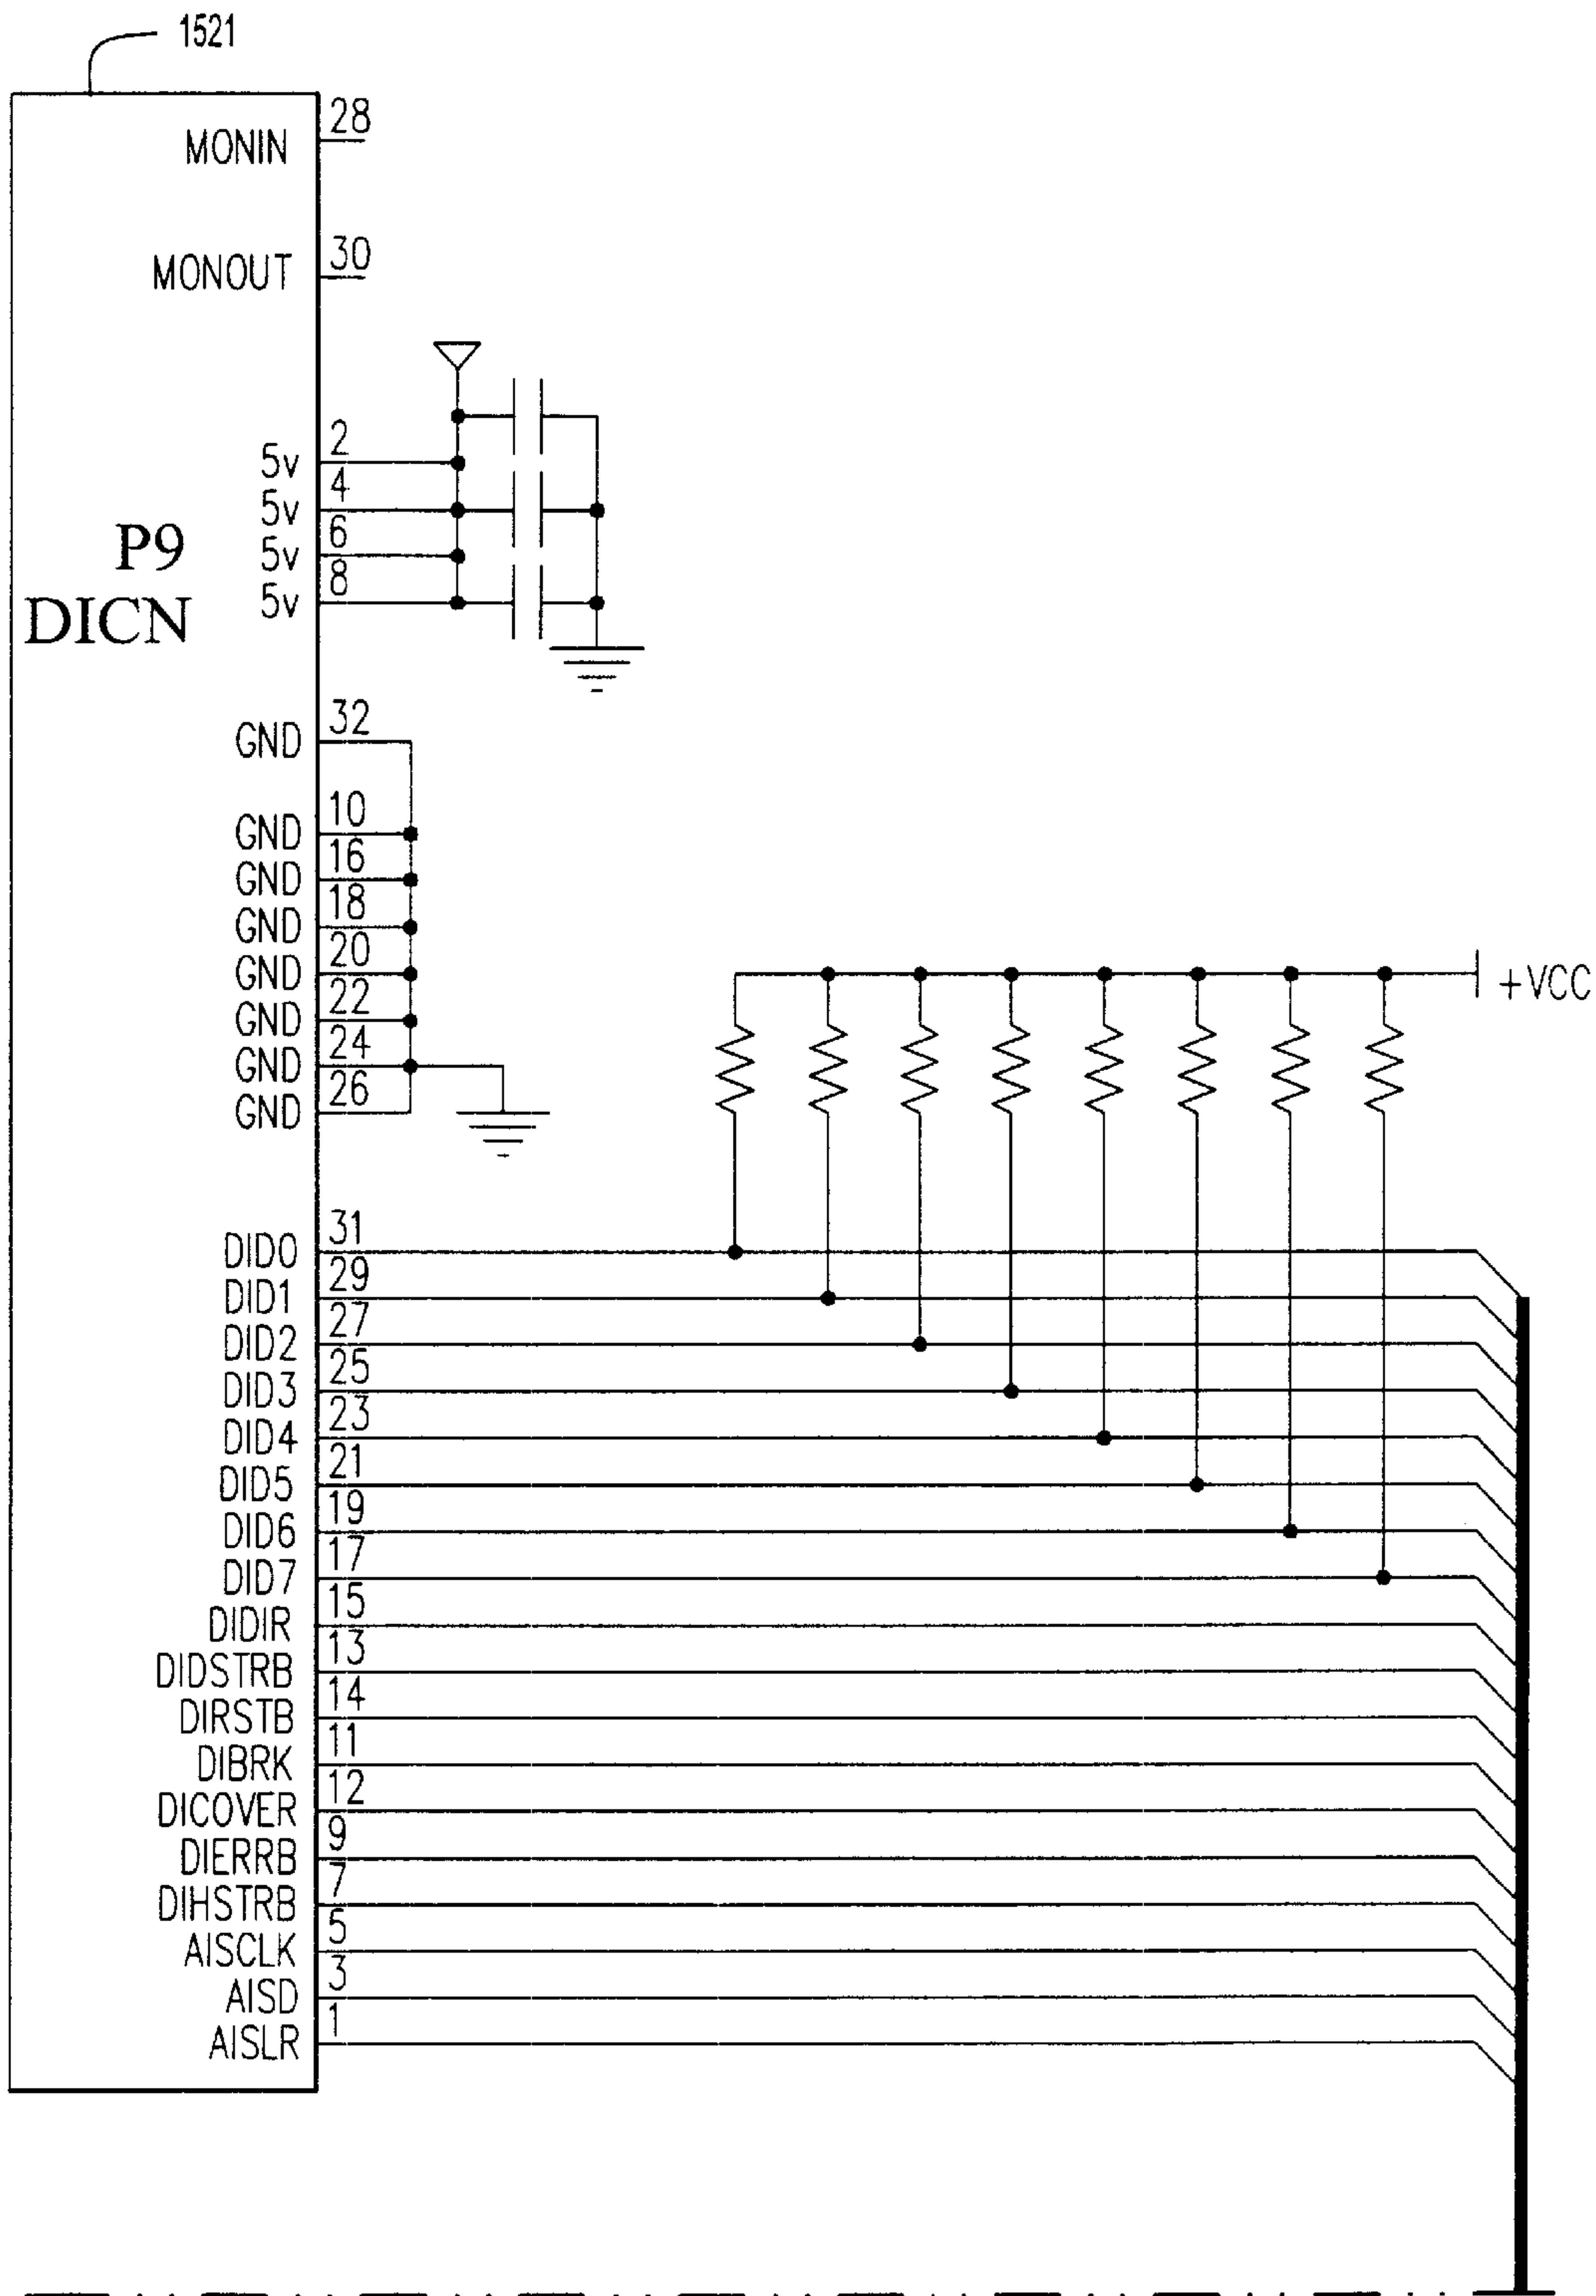 1521
28
MONIN
30
MONOUT
2
5v
4
5v
6
5v
8
5v
P9
DICN
32
GND
10
GND
16
GND
18
GND
20
GND
22
GND
24
GND
26
GND
+VCC
31
DID0
29
DID1
27
DID2
25
DID3
23
DID4
21
DID5
19
DID6
17
DID7
15
DIDIR
13
DIDSTRB
14
DIRSTB
11
DIBRK
12
DICOVER
9
DIERRB
7
DIHSTRB
5
AISCLK
3
AISD
1
AISLR